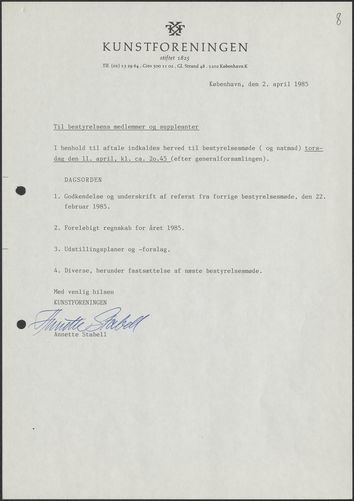 8
KUNSTFORENINGEN
stiftet 1825
Tlf. (01) 13 29 64 . Giro 500 11 02 . Gl. Strand 48 . 1202 København K
København, den 2. april 1985
Til bestyrelsens medlemmer og suppleanter
I henhold til aftale indkaldes herved til bestyrelsesmøde ( og natmad) tors-
dag den 11. april, kl. ca. 20.45 (efter generalforsamlingen).
DAGSORDEN
1. Godkendelse og underskrift af referat fra forrige bestyrelsesmøde, den 22.
februar 1985.
2. Foreløbigt regnskab for året 1985.
3. Udstillingsplaner og -forslag.
4. Diverse, herunder fastsættelse af næste bestyrelsesmøde.
Med venlig hilsen
KUNSTFORENINGEN
Annette Stabell
Annette Stabell